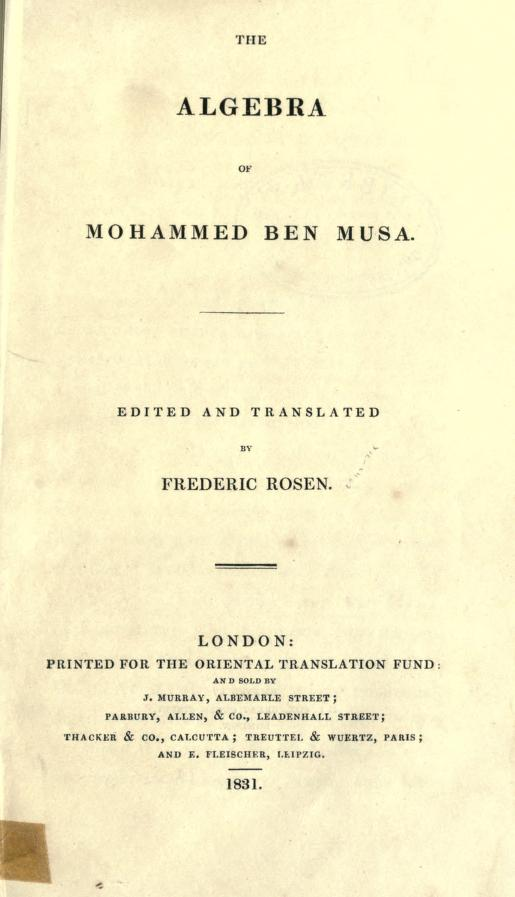 THE
ALGEBRA
OF
MOHAMMED BEN MUSA.
EDITED AND TRANSLATED
BY
FREDERIC ROSEN.
LONDON:
PRINTED FOR THE ORIENTAL TRANSLATION FUND:
AND SOLD BY
J. MURRAY, ALBEMARLE STREET;
PARBURY, ALLEN, & CO., LEADENHALL STREET;
THACKER & CO., CALCUTTA; TREUTTEL & WUERTZ, PARIS;
AND E. FLEISCHER, LEIPZIG.
1831.